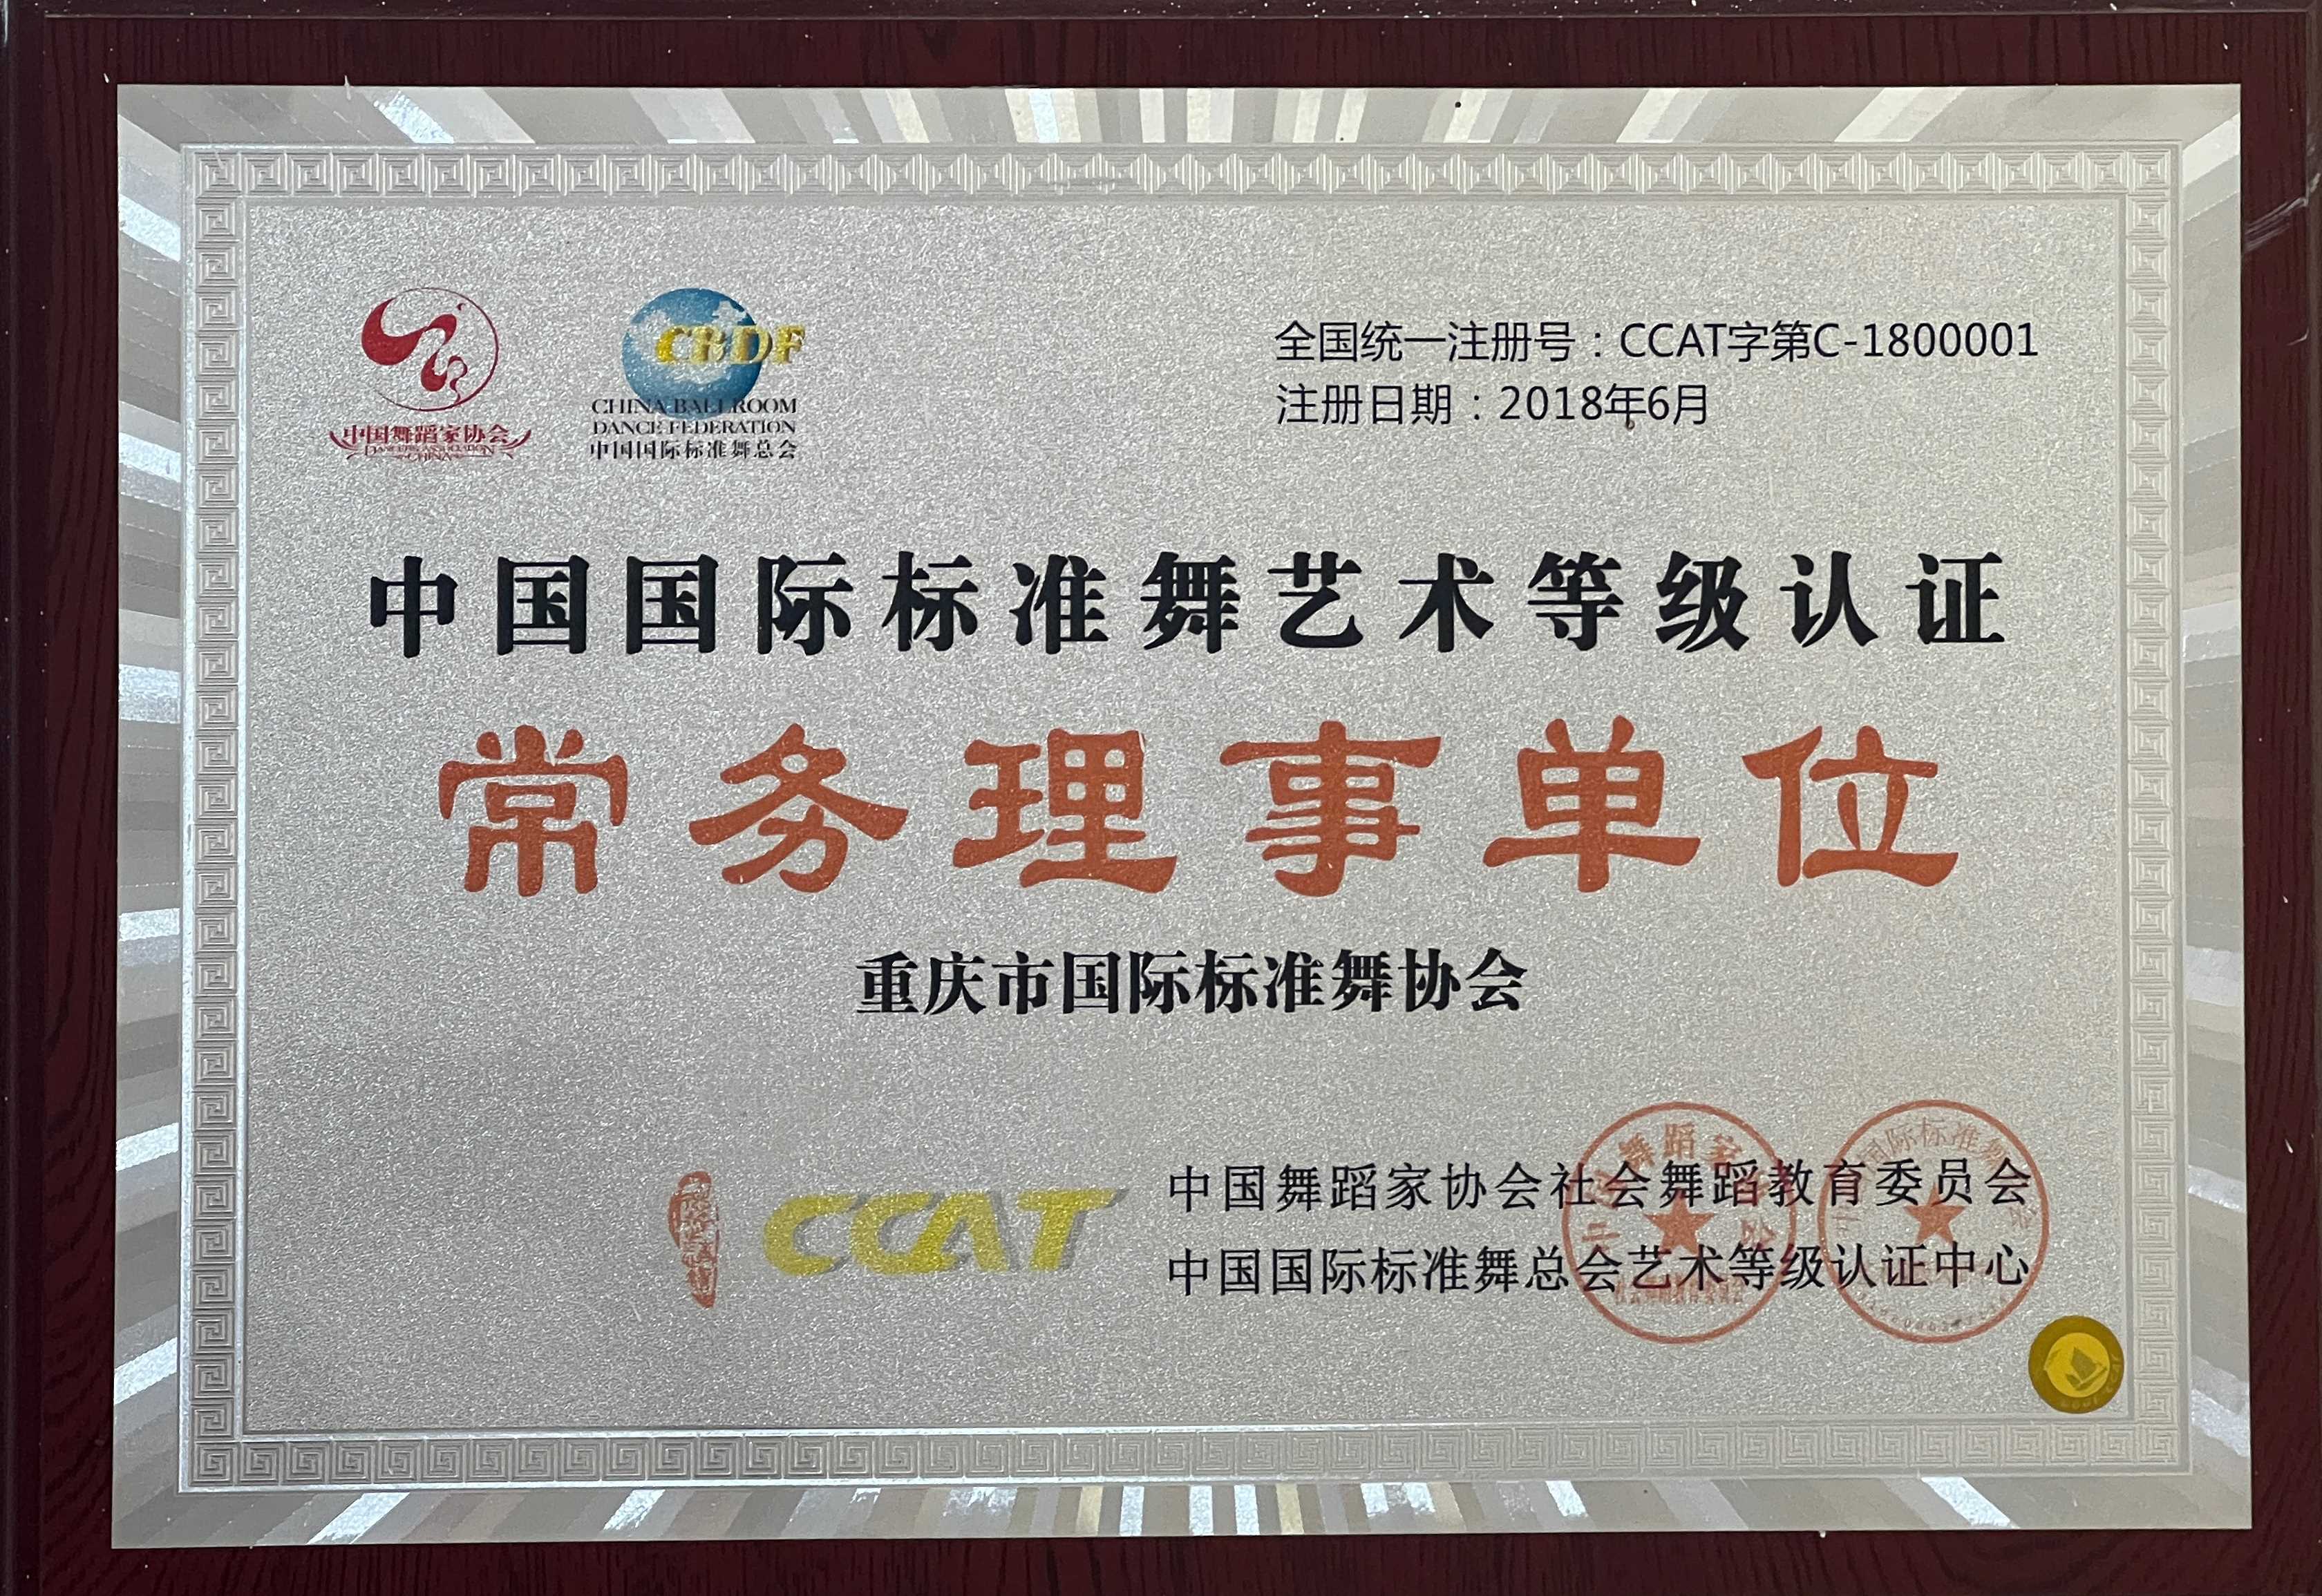 CBDF
CHINA BALLROOM
DANCE FEDERATION
中国舞蹈家协会
中国国际标准舞总会
全国统一注册号：CCAT字第C-1800001
注册日期：2018年6月
中国国际标准舞艺术等级认证
常务理事单位
重庆市国际标准舞协会
CCAT
中国舞蹈家协会社会舞蹈教育委员会
中国国际标准舞总会艺术等级认证中心